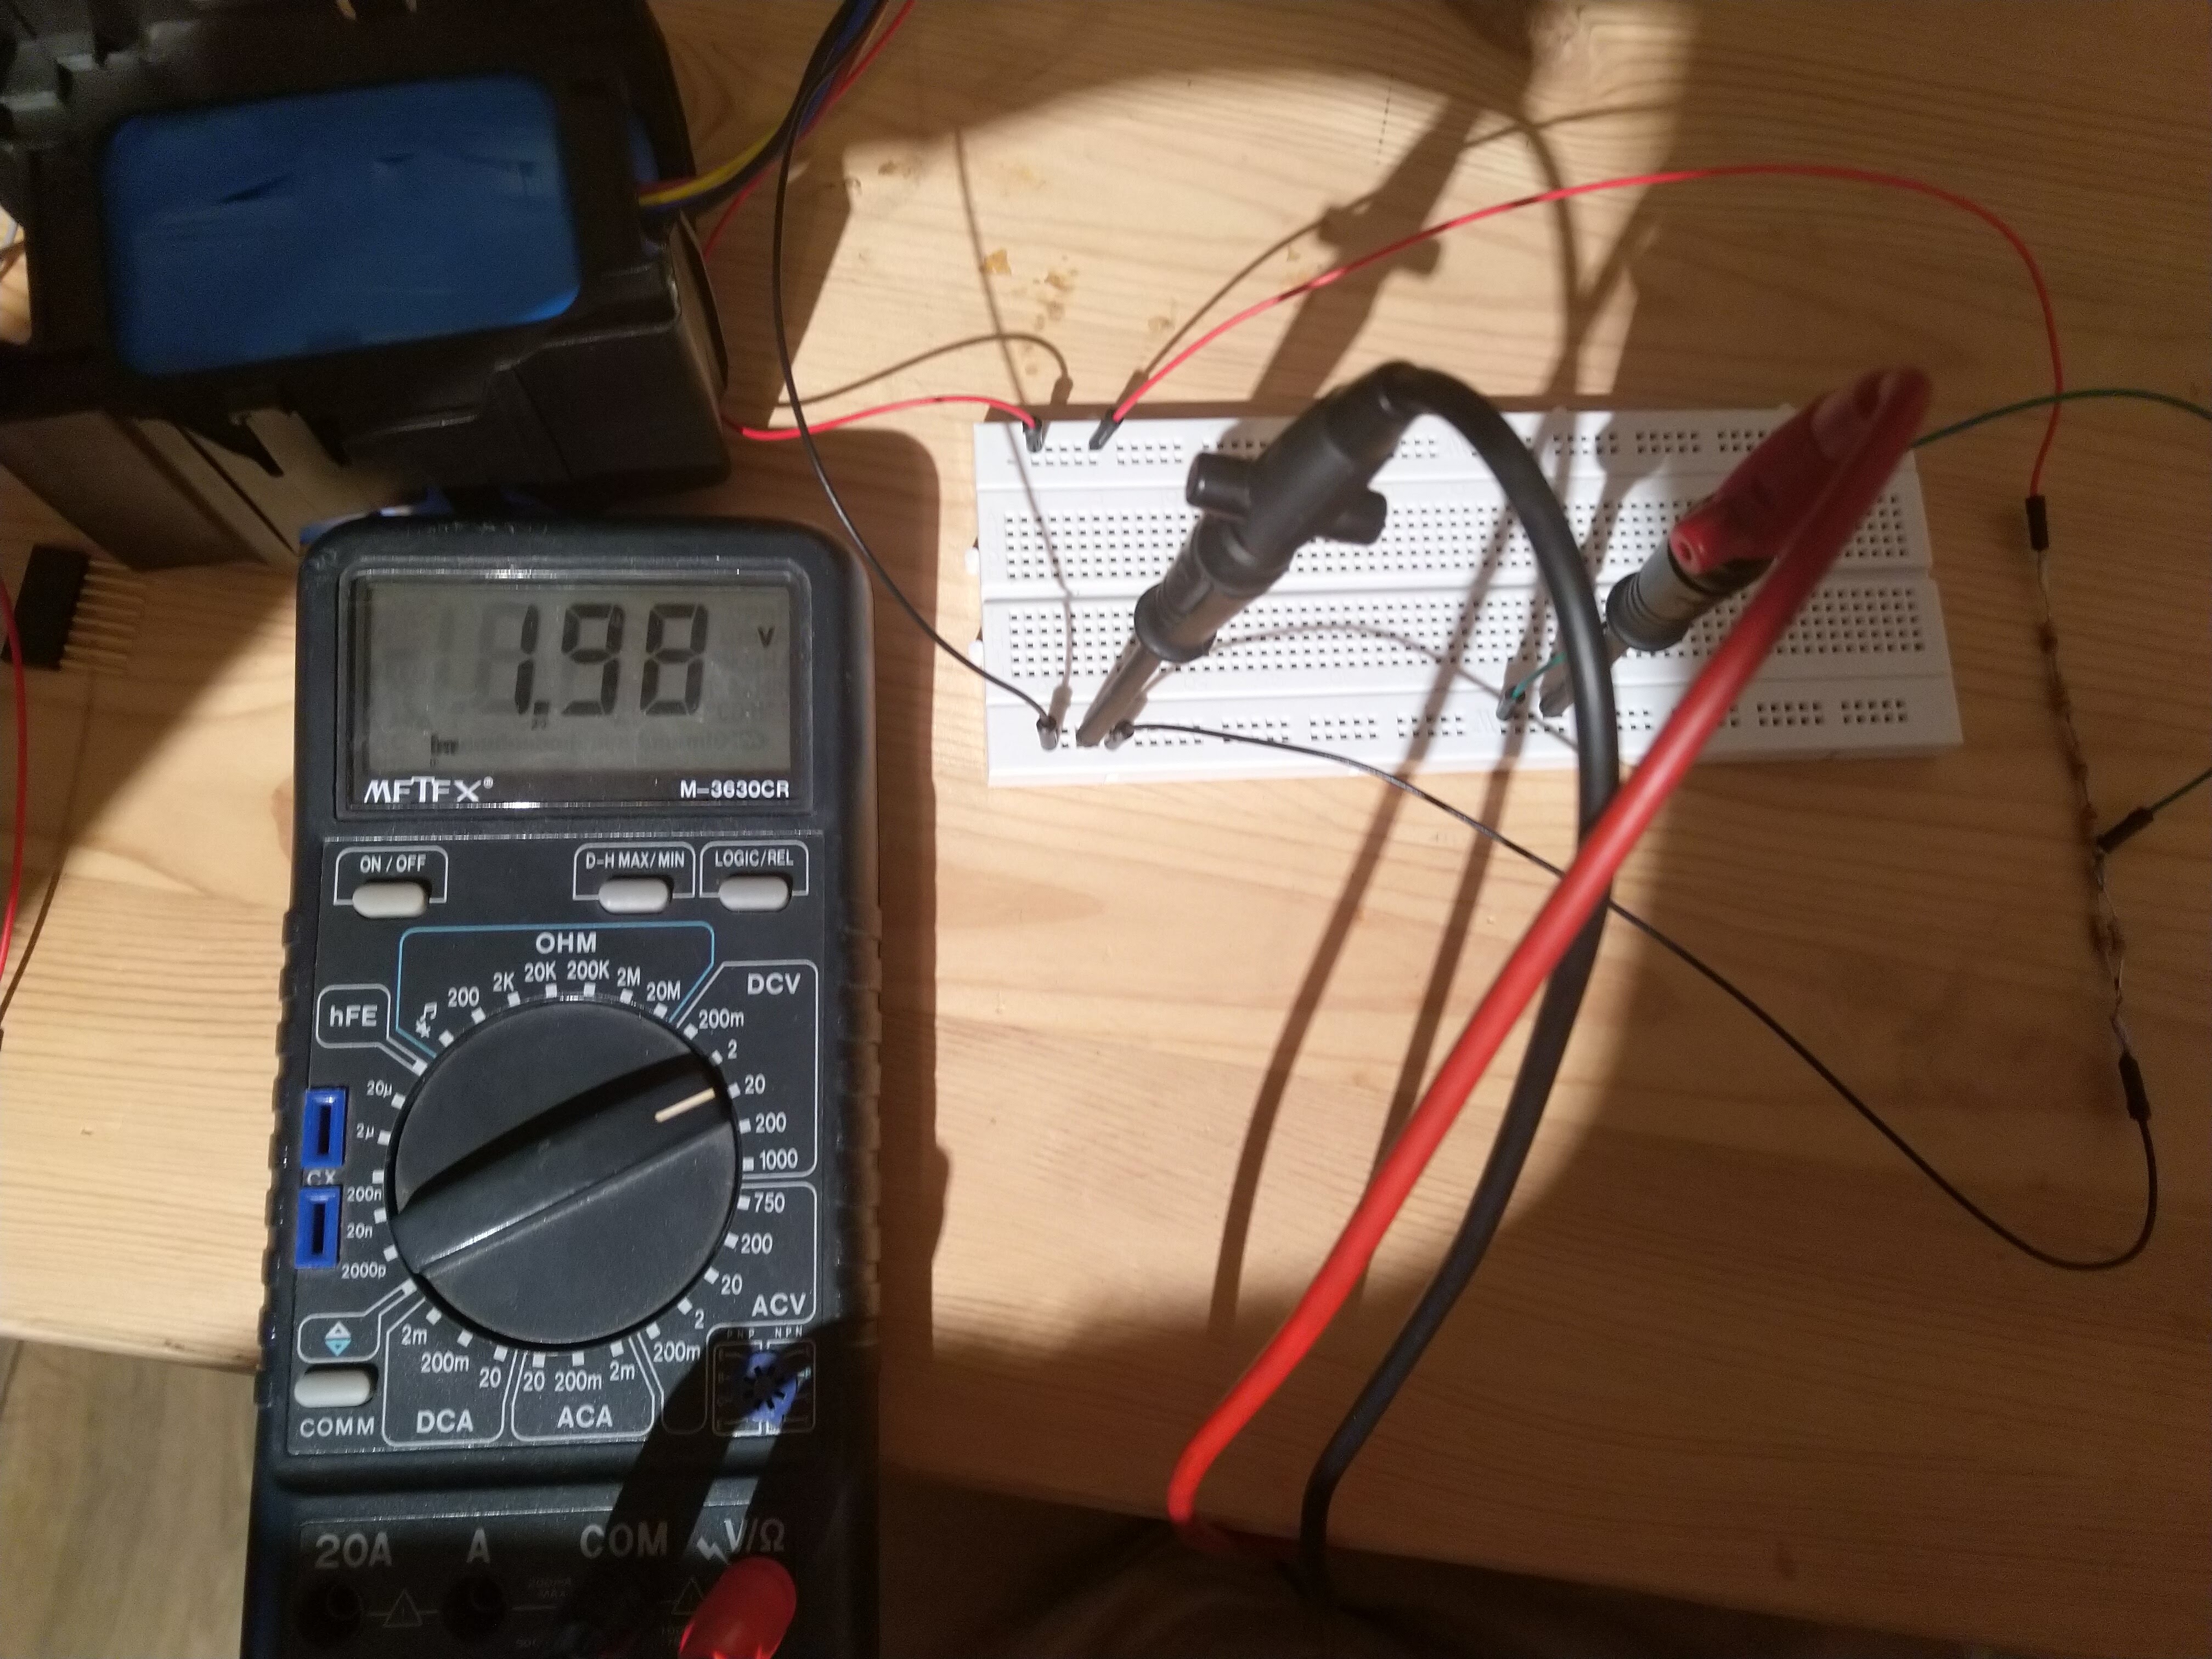 1.98 V
METEX® M-3630CR
ON / OFF D-H MAX/MIN LOGIC/REL
OHM
200 2K 20K 200K 2M 20M
hFE
DCV
200m
2
20
200
1000
20µ
2µ
CX
200n
20n
2000p
750
200
20
2
200m
ACV
PNP NPN
COMM
2m
200m
20
DCA
20 200m 2m
ACA
20A A COM V/Ω